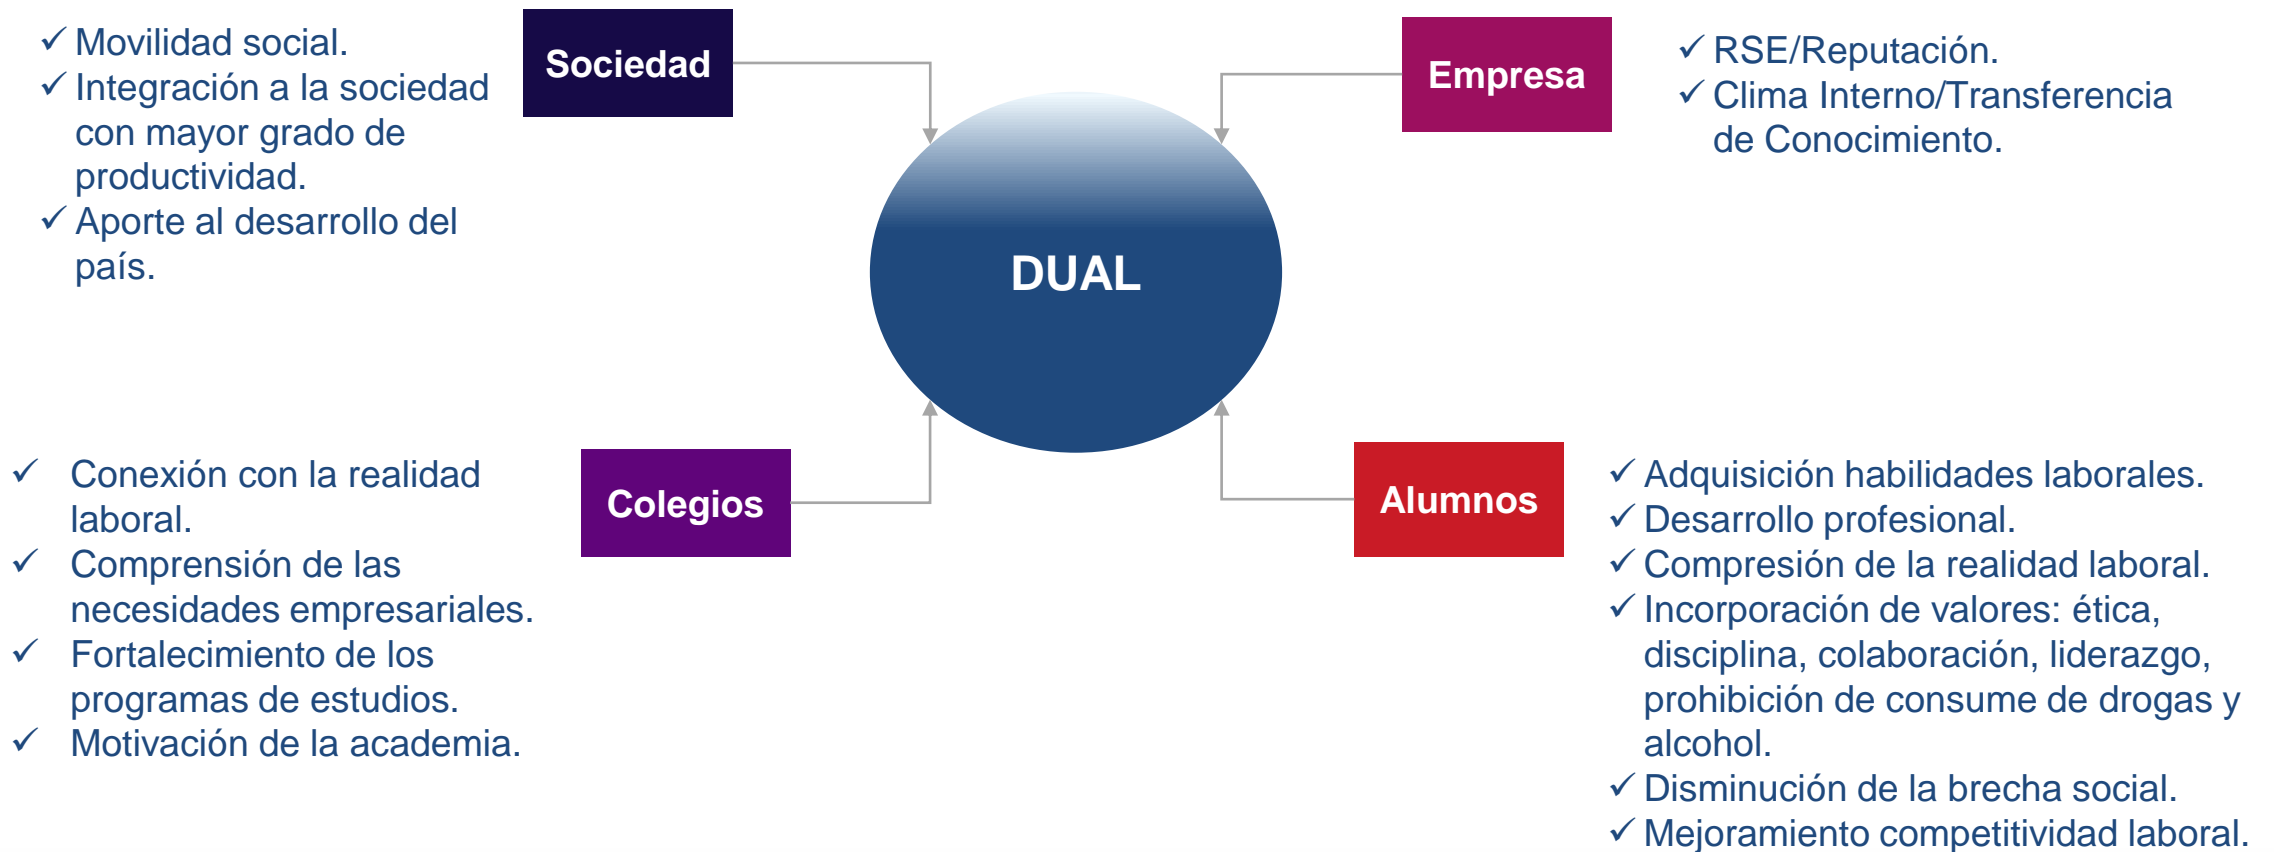 ✓ Movilidad social.
✓ Integración a la sociedad
con mayor grado de
productividad.
✓ Aporte al desarrollo del
país.
Sociedad
Empresa
✓ RSE/Reputación.
✓ Clima Interno/Transferencia
de Conocimiento.
DUAL
✓ Conexión con la realidad
laboral.
✓ Comprensión de las
necesidades empresariales.
✓ Fortalecimiento de los
programas de estudios.
✓ Motivación de la academia.
Colegios
Alumnos
✓ Adquisición habilidades laborales.
✓ Desarrollo profesional.
✓ Compresión de la realidad laboral.
✓ Incorporación de valores: ética,
disciplina, colaboración, liderazgo,
prohibición de consume de drogas y
alcohol.
✓ Disminución de la brecha social.
✓ Mejoramiento competitividad laboral.